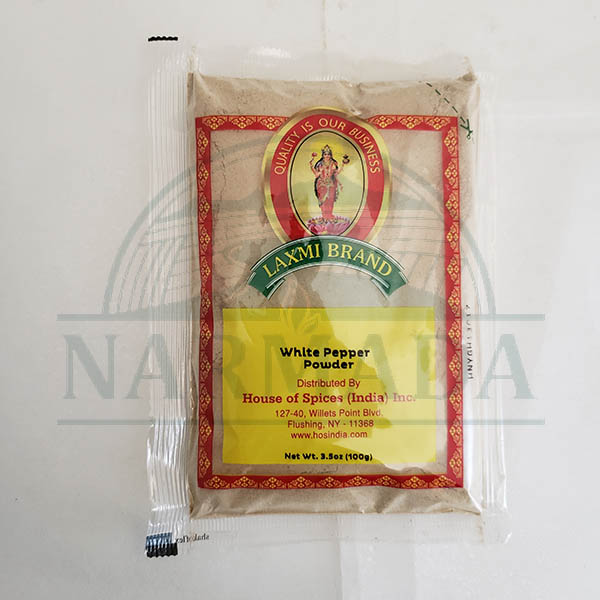 QUALITY IS OUR BUSINESS
LAXMI BRAND
NARMADA
White Pepper
Powder
Distributed By
House of Spices (India) Inc.
127-40, Willets Point Blvd.
Flushing, NY - 11368
www.hosindia.com
Net Wt. 3.5oz (100g)